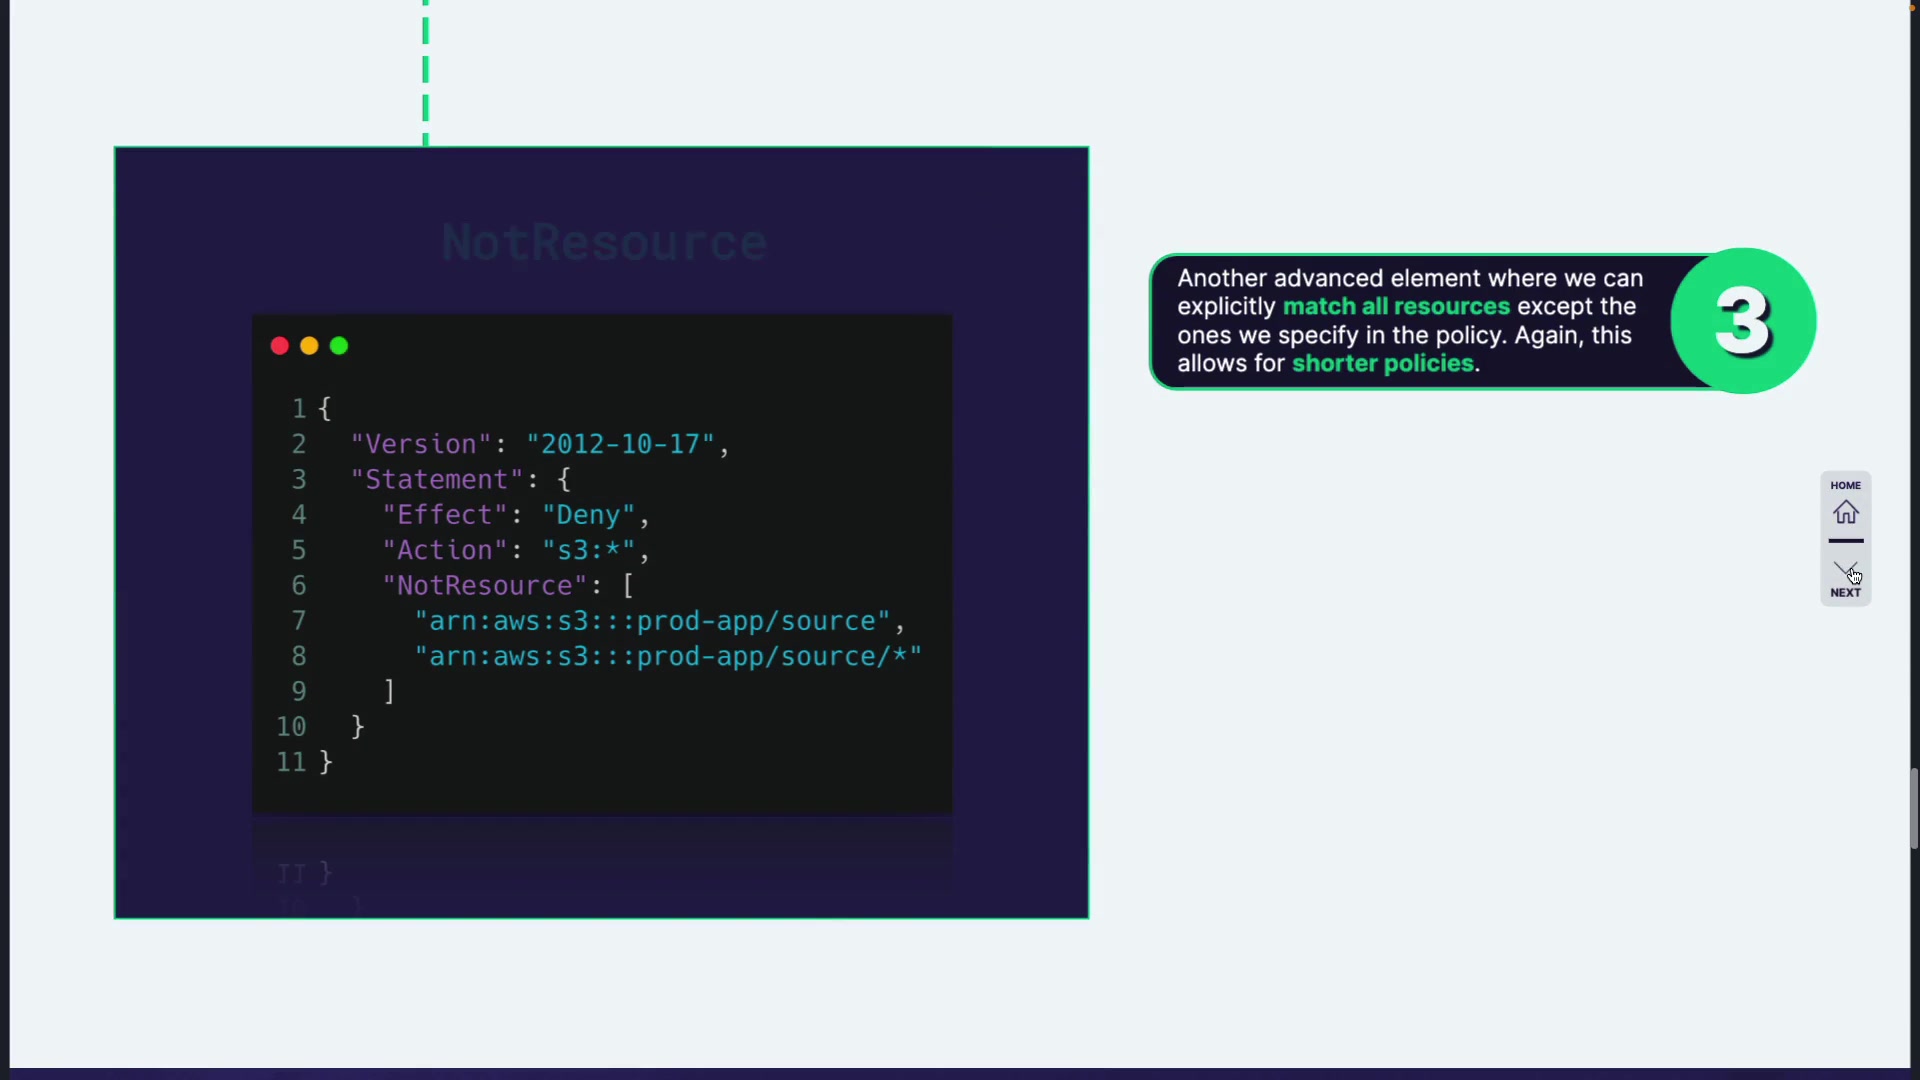 NotResource
1 {
2   "Version": "2012-10-17",
3   "Statement": {
4     "Effect": "Deny",
5     "Action": "s3:*",
6     "NotResource": [
7       "arn:aws:s3:::prod-app/source",
8       "arn:aws:s3:::prod-app/source/*"
9     ]
10   }
11 }
Another advanced element where we can
explicitly match all resources except the
ones we specify in the policy. Again, this
allows for shorter policies.
3
HOME
NEXT